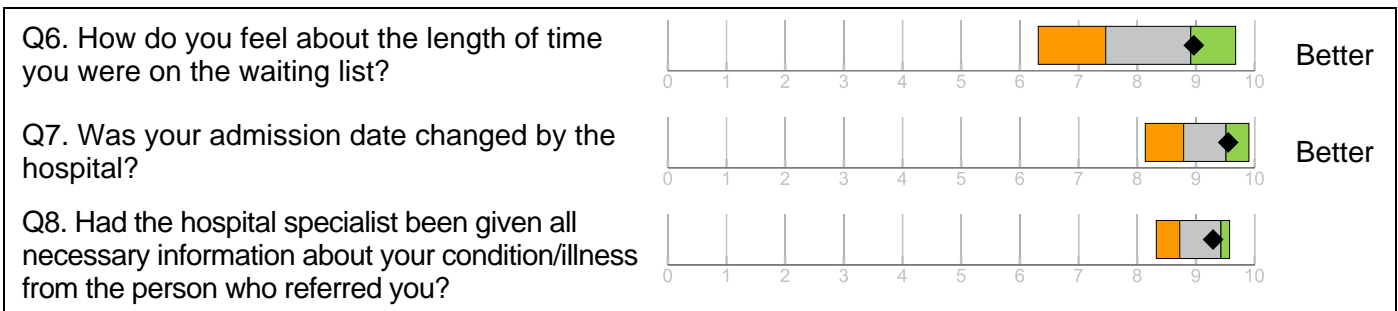 Q6. How do you feel about the length of time
you were on the waiting list?
0 1 2 3 4 5 6 7 8 9 10
Better
Q7. Was your admission date changed by the
hospital?
0 1 2 3 4 5 6 7 8 9 10
Better
Q8. Had the hospital specialist been given all
necessary information about your condition/illness
from the person who referred you?
0 1 2 3 4 5 6 7 8 9 10